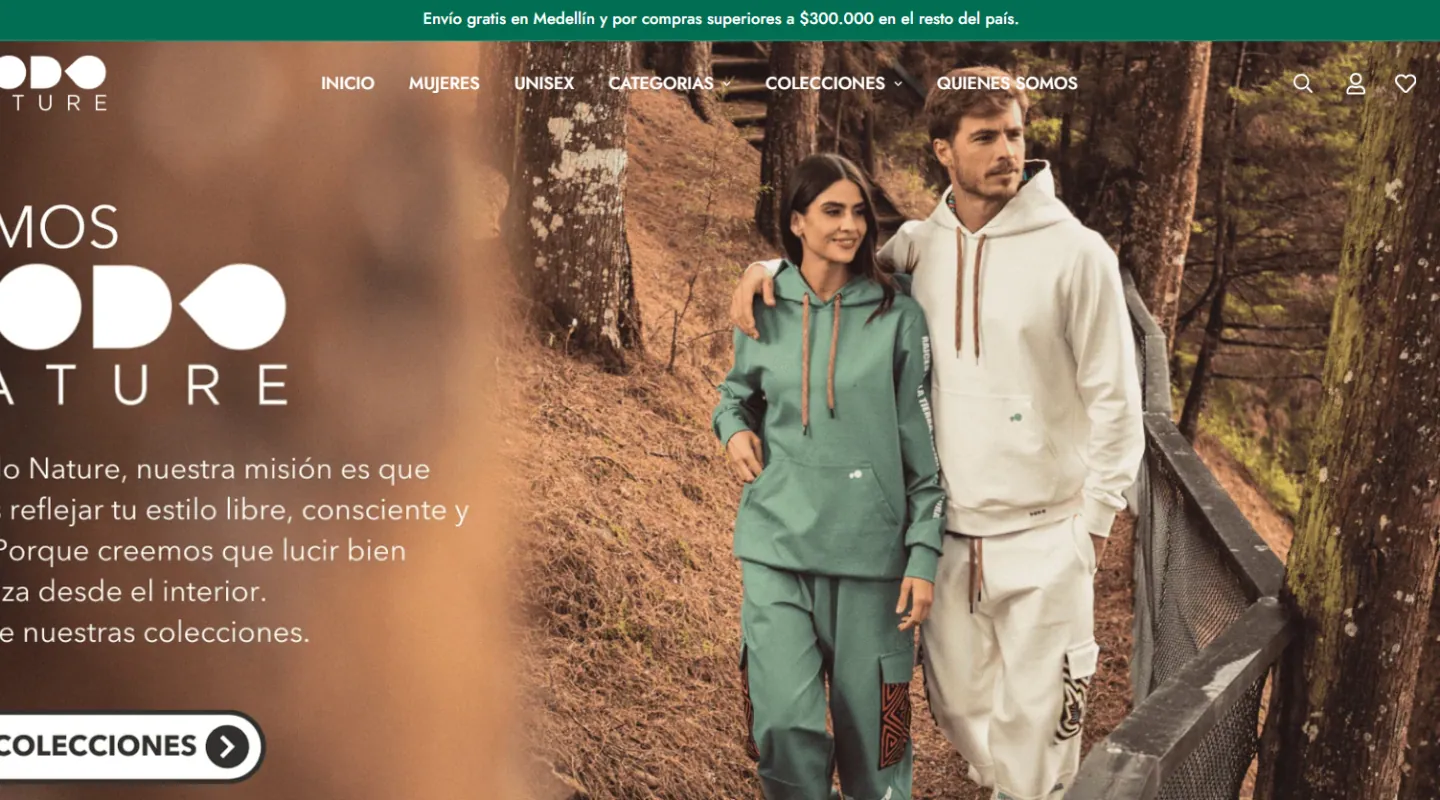 Envío gratis en Medellín y por compras superiores a $300.000 en el resto del país.
INICIO MUJERES UNISEX CATEGORIAS COLECCIONES QUIENES SOMOS
TURE
MOS
ODO
ATURE
lo Nature, nuestra misión es que
s reflejar tu estilo libre, consciente y
Porque creemos que lucir bien
za desde el interior.
e nuestras colecciones.
COLECCIONES